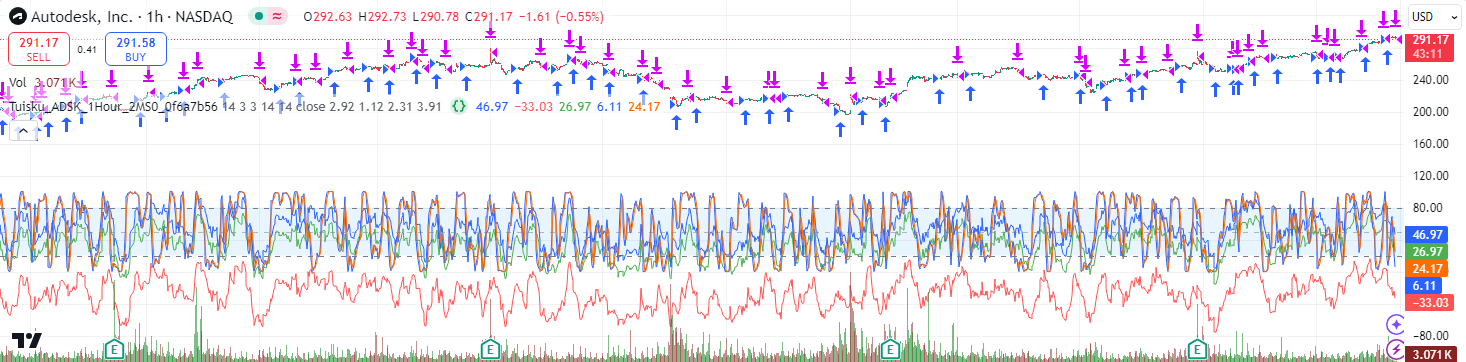 Autodesk, Inc. · 1h · NASDAQ O292.63 H292.73 L290.78 C291.17 −1.61 (−0.55%)
USD
291.17
SELL
0.41
291.58
BUY
291.17
43:11
Vol 3.071K
240.00
Tuisku_ADSK_1Hour_2MS0_0f6a7b56 14 3 3 14 14 close 2.92 1.12 2.31 3.91 {} 46.97 −33.03 26.97 6.11 24.17
200.00
160.00
120.00
80.00
46.97
26.97
24.17
6.11
−33.03
−80.00
E E E E
3.071K